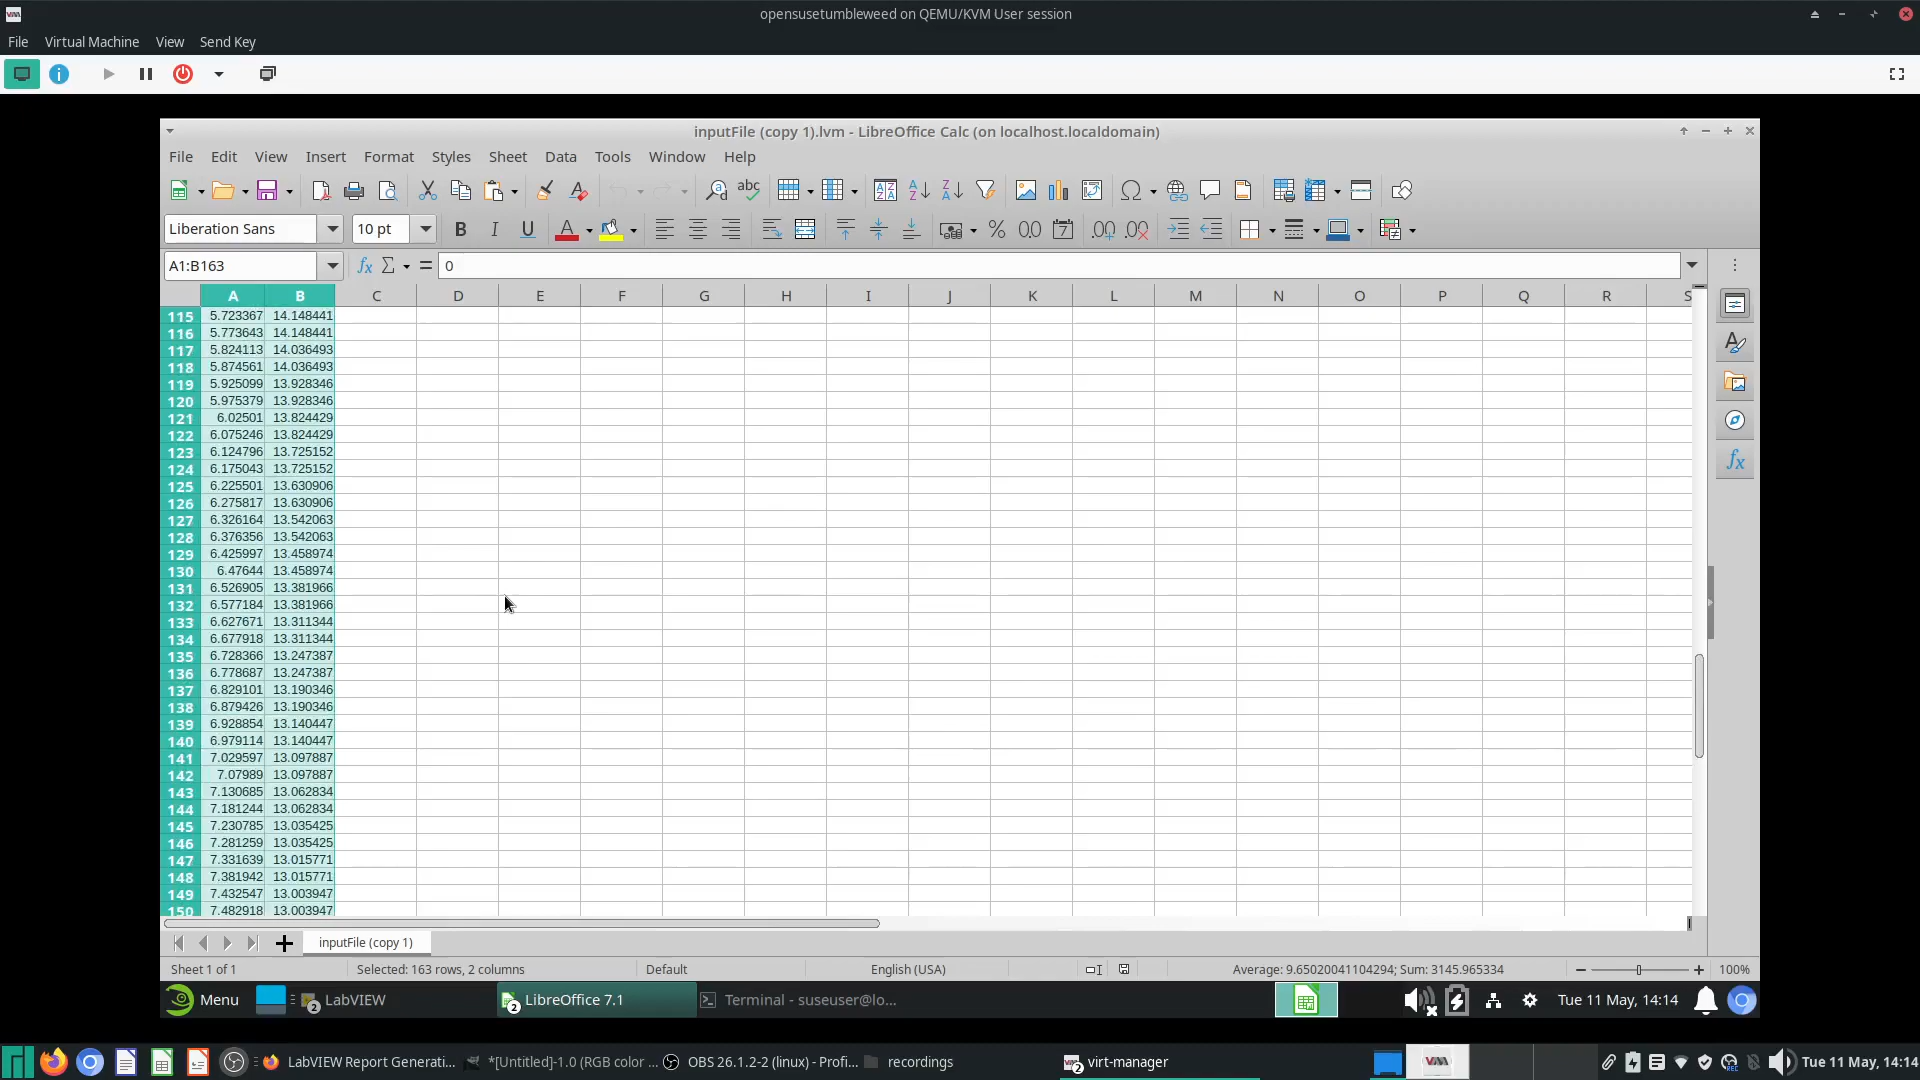 opensusetumbleweed on QEMU/KVM User session
File Virtual Machine View Send Key
inputFile (copy 1).lvm - LibreOffice Calc (on localhost.localdomain)
File Edit View Insert Format Styles Sheet Data Tools Window Help
Liberation Sans 10 pt
A1:B163 0
A B C D E F G H I J K L M N O P Q R S
115 5.723367 14.148441
116 5.773643 14.148441
117 5.824113 14.036493
118 5.874561 14.036493
119 5.925099 13.928346
120 5.975379 13.928346
121 6.02501 13.824429
122 6.075246 13.824429
123 6.124796 13.725152
124 6.175043 13.725152
125 6.225501 13.630906
126 6.275817 13.630906
127 6.326164 13.542063
128 6.376356 13.542063
129 6.425997 13.458974
130 6.47644 13.458974
131 6.526905 13.381966
132 6.577184 13.381966
133 6.627671 13.311344
134 6.677918 13.311344
135 6.728366 13.247387
136 6.778687 13.247387
137 6.829101 13.190346
138 6.879426 13.190346
139 6.928854 13.140447
140 6.979114 13.140447
141 7.029597 13.097887
142 7.07989 13.097887
143 7.130685 13.062834
144 7.181244 13.062834
145 7.230785 13.035425
146 7.281259 13.035425
147 7.331639 13.015771
148 7.381942 13.015771
149 7.432547 13.003947
150 7.482918 13.003947
inputFile (copy 1)
Sheet 1 of 1 Selected: 163 rows, 2 columns Default English (USA) Average: 9.65020041104294; Sum: 3145.965334 100%
Menu 2 LabVIEW 2 LibreOffice 7.1 Terminal - suseuser@lo... Tue 11 May, 14:14
LabVIEW Report Generati... *[Untitled]-1.0 (RGB color ... OBS 26.1.2-2 (linux) - Profi... recordings 2 virt-manager Tue 11 May, 14:14